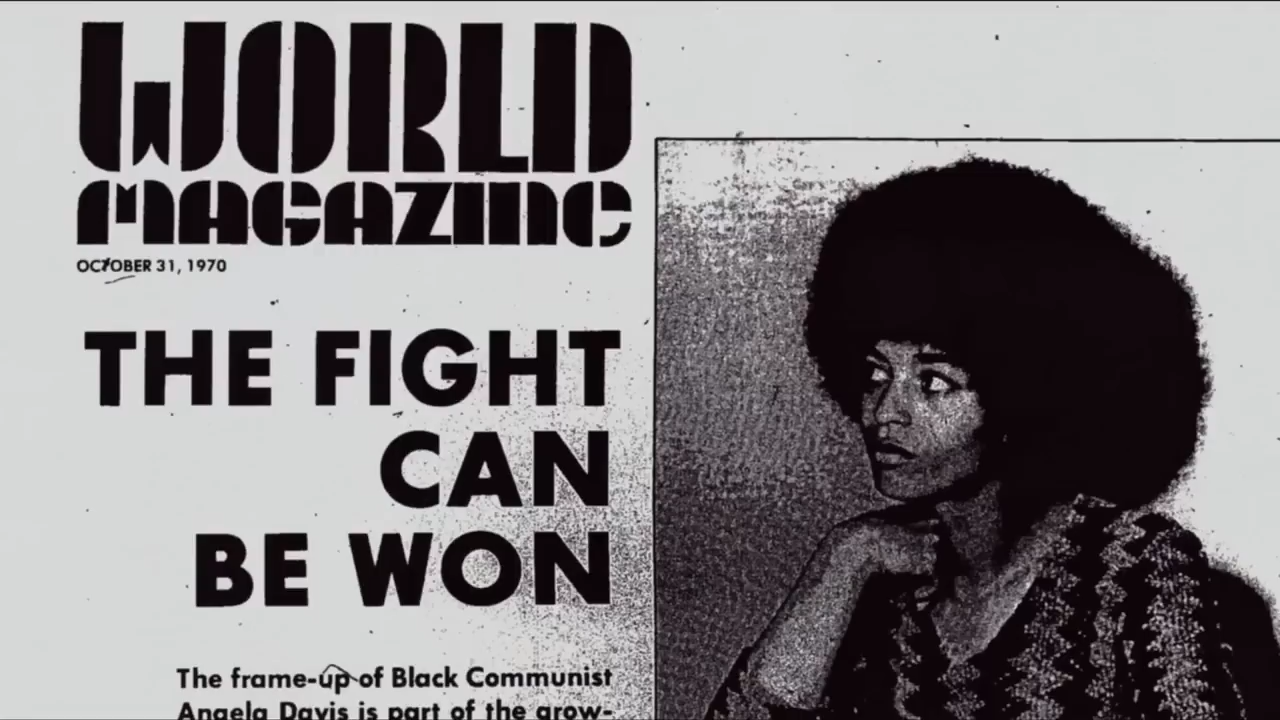 WORLD
MAGAZINE
OCTOBER 31, 1970
THE FIGHT
CAN
BE WON
The frame-up of Black Communist
Angela Davis is part of the grow-